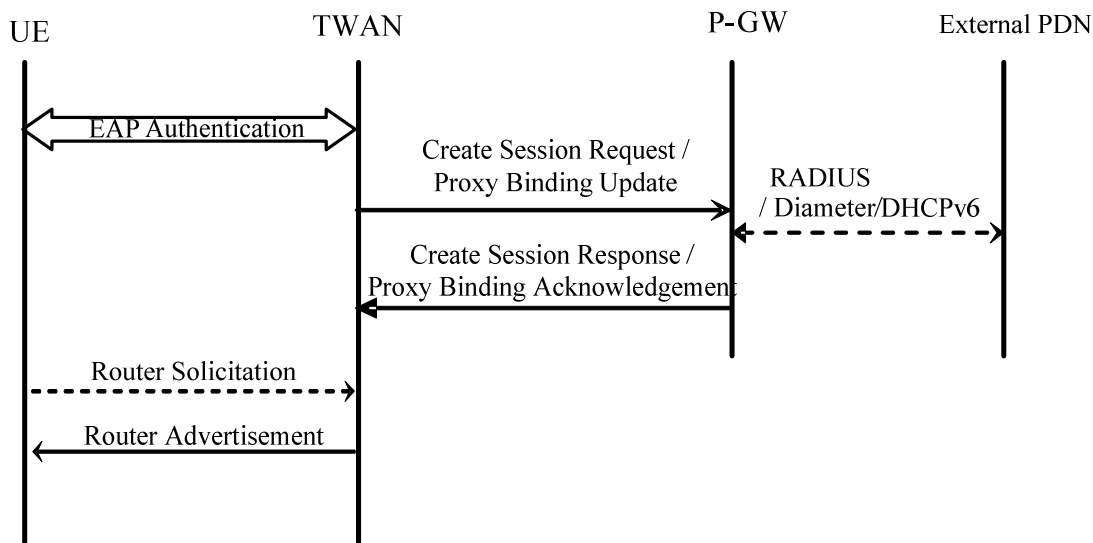 UE
TWAN
P-GW
External PDN
EAP Authentication
Create Session Request /
Proxy Binding Update
RADIUS
/ Diameter/DHCPv6
Create Session Response /
Proxy Binding Acknowledgement
Router Solicitation
Router Advertisement